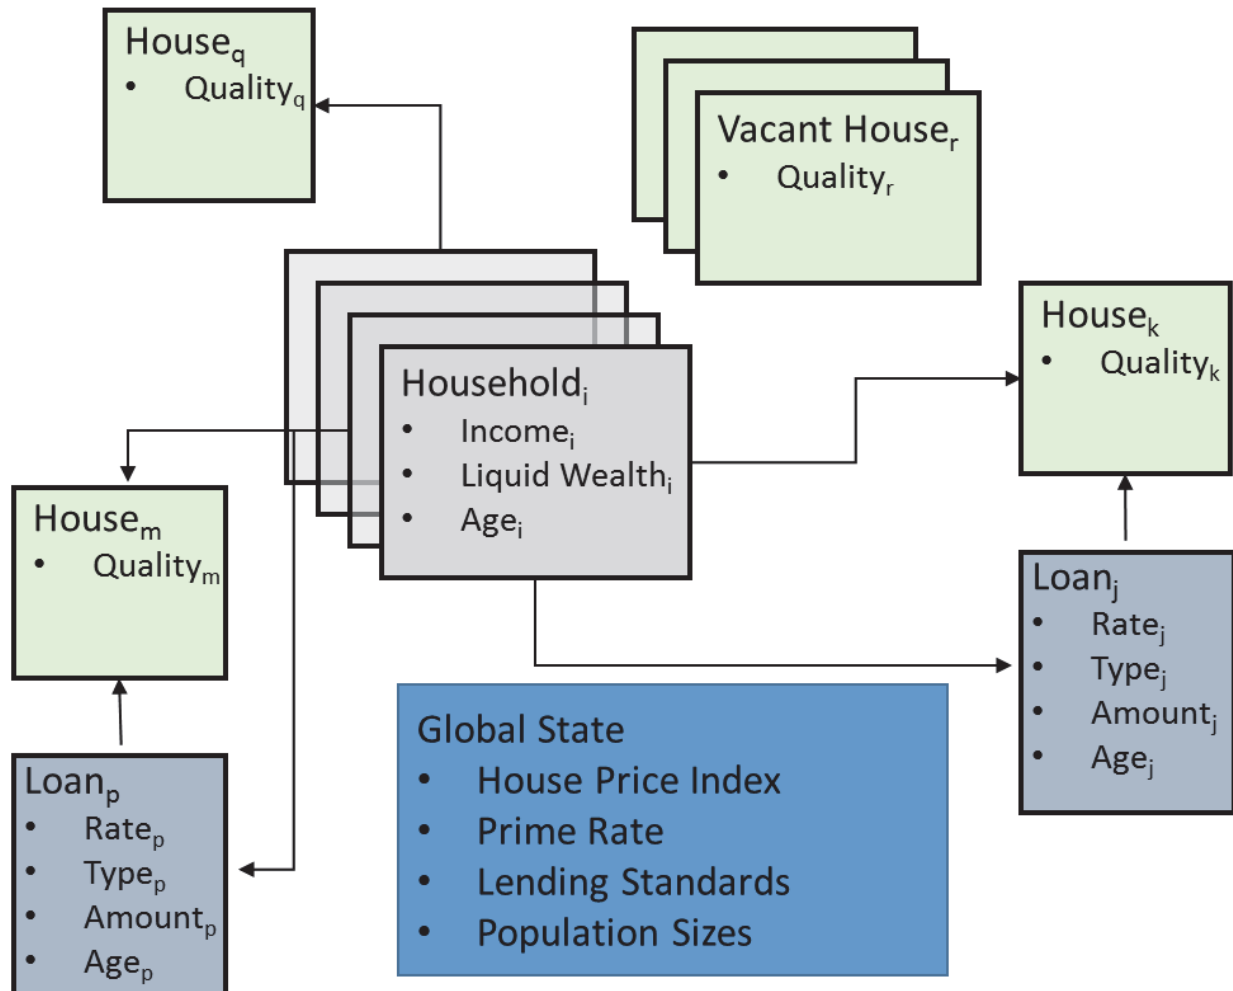 House_q
• Quality_q
Vacant House_r
• Quality_r
House_k
• Quality_k
Household_i
• Income_i
• Liquid Wealth_i
• Age_i
House_m
• Quality_m
Loan_j
• Rate_j
• Type_j
• Amount_j
• Age_j
Global State
• House Price Index
• Prime Rate
• Lending Standards
• Population Sizes
Loan_p
• Rate_p
• Type_p
• Amount_p
• Age_p